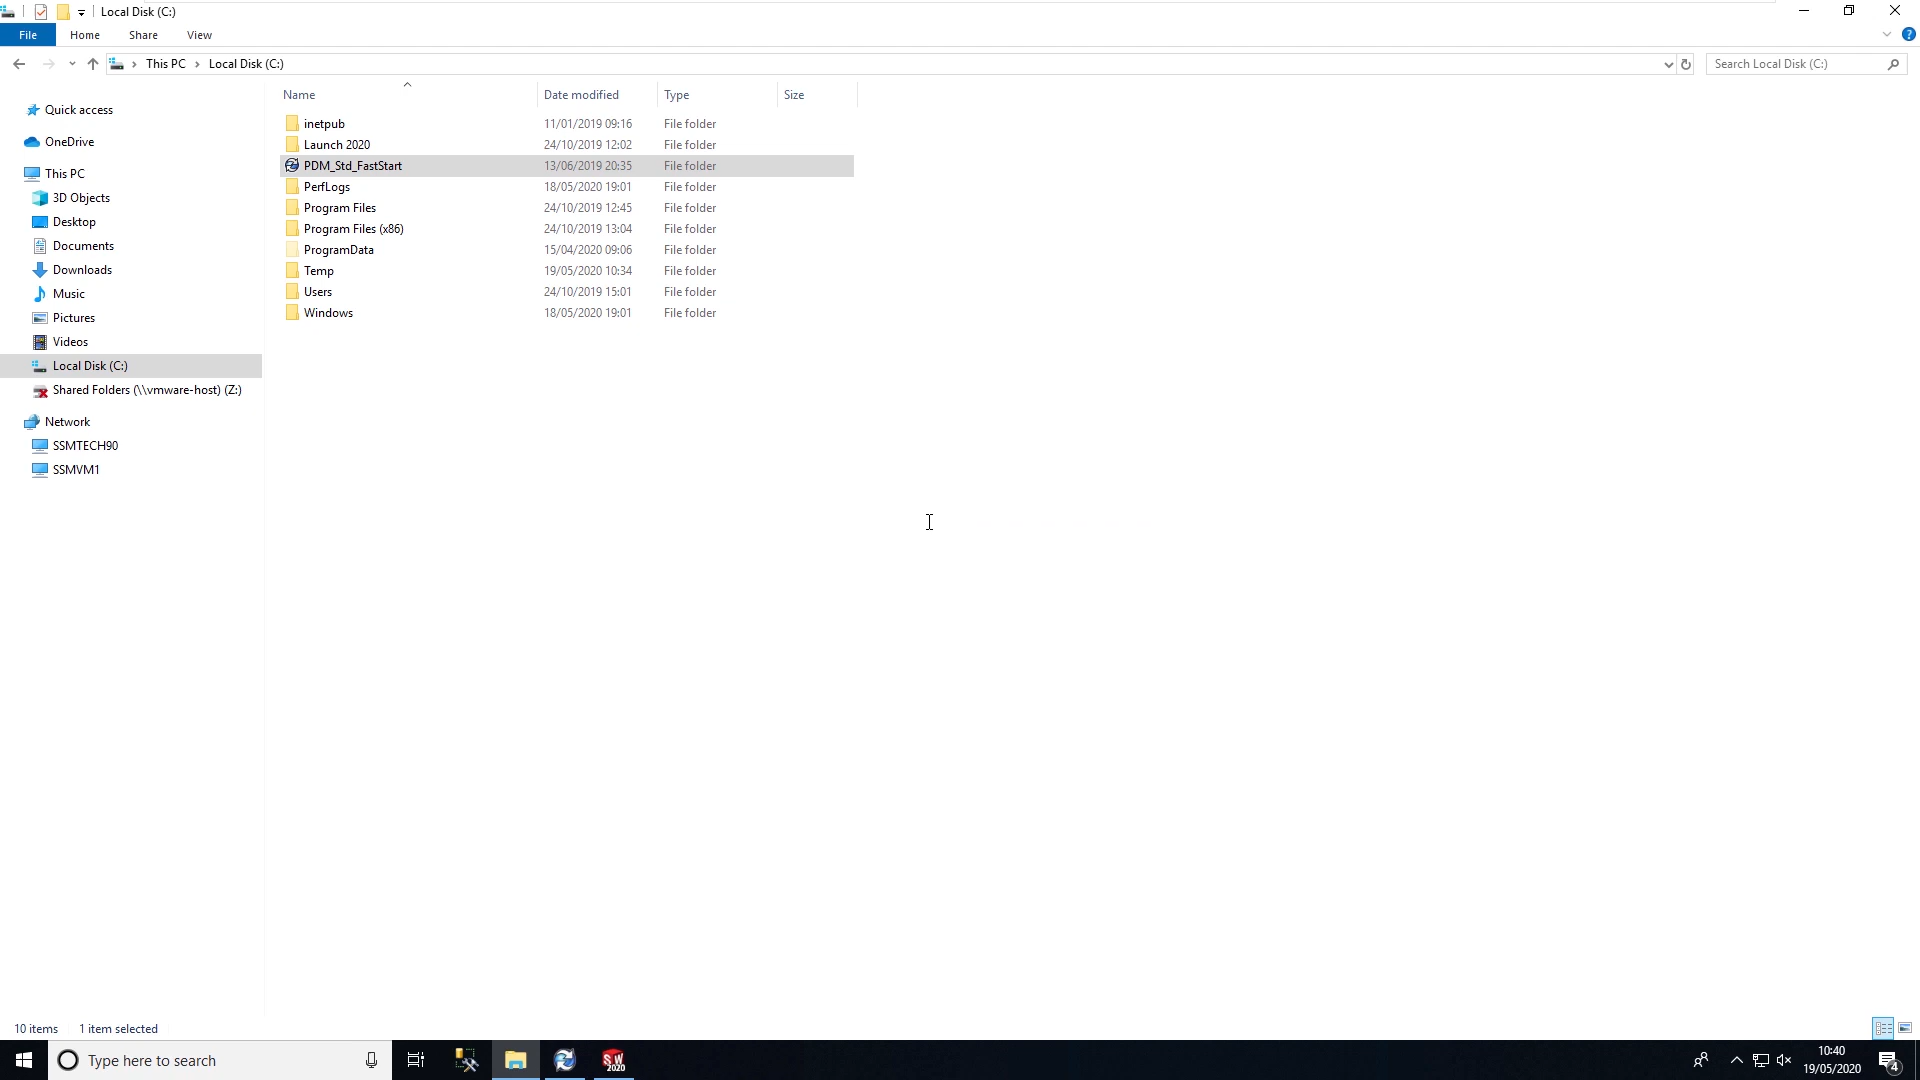 Local Disk (C:)
File Home Share View
This PC Local Disk (C:) Search Local Disk (C:)
Name Date modified Type Size
Quick access
OneDrive
This PC
3D Objects
Desktop
Documents
Downloads
Music
Pictures
Videos
Local Disk (C:)
Shared Folders (\\vmware-host) (Z:)
Network
SSMTECH90
SSMVM1
inetpub 11/01/2019 09:16 File folder
Launch 2020 24/10/2019 12:02 File folder
PDM_Std_FastStart 13/06/2019 20:35 File folder
PerfLogs 18/05/2020 19:01 File folder
Program Files 24/10/2019 12:45 File folder
Program Files (x86) 24/10/2019 13:04 File folder
ProgramData 15/04/2020 09:06 File folder
Temp 19/05/2020 10:34 File folder
Users 24/10/2019 15:01 File folder
Windows 18/05/2020 19:01 File folder
10 items 1 item selected
Type here to search
SW
2020
10:40
19/05/2020
4